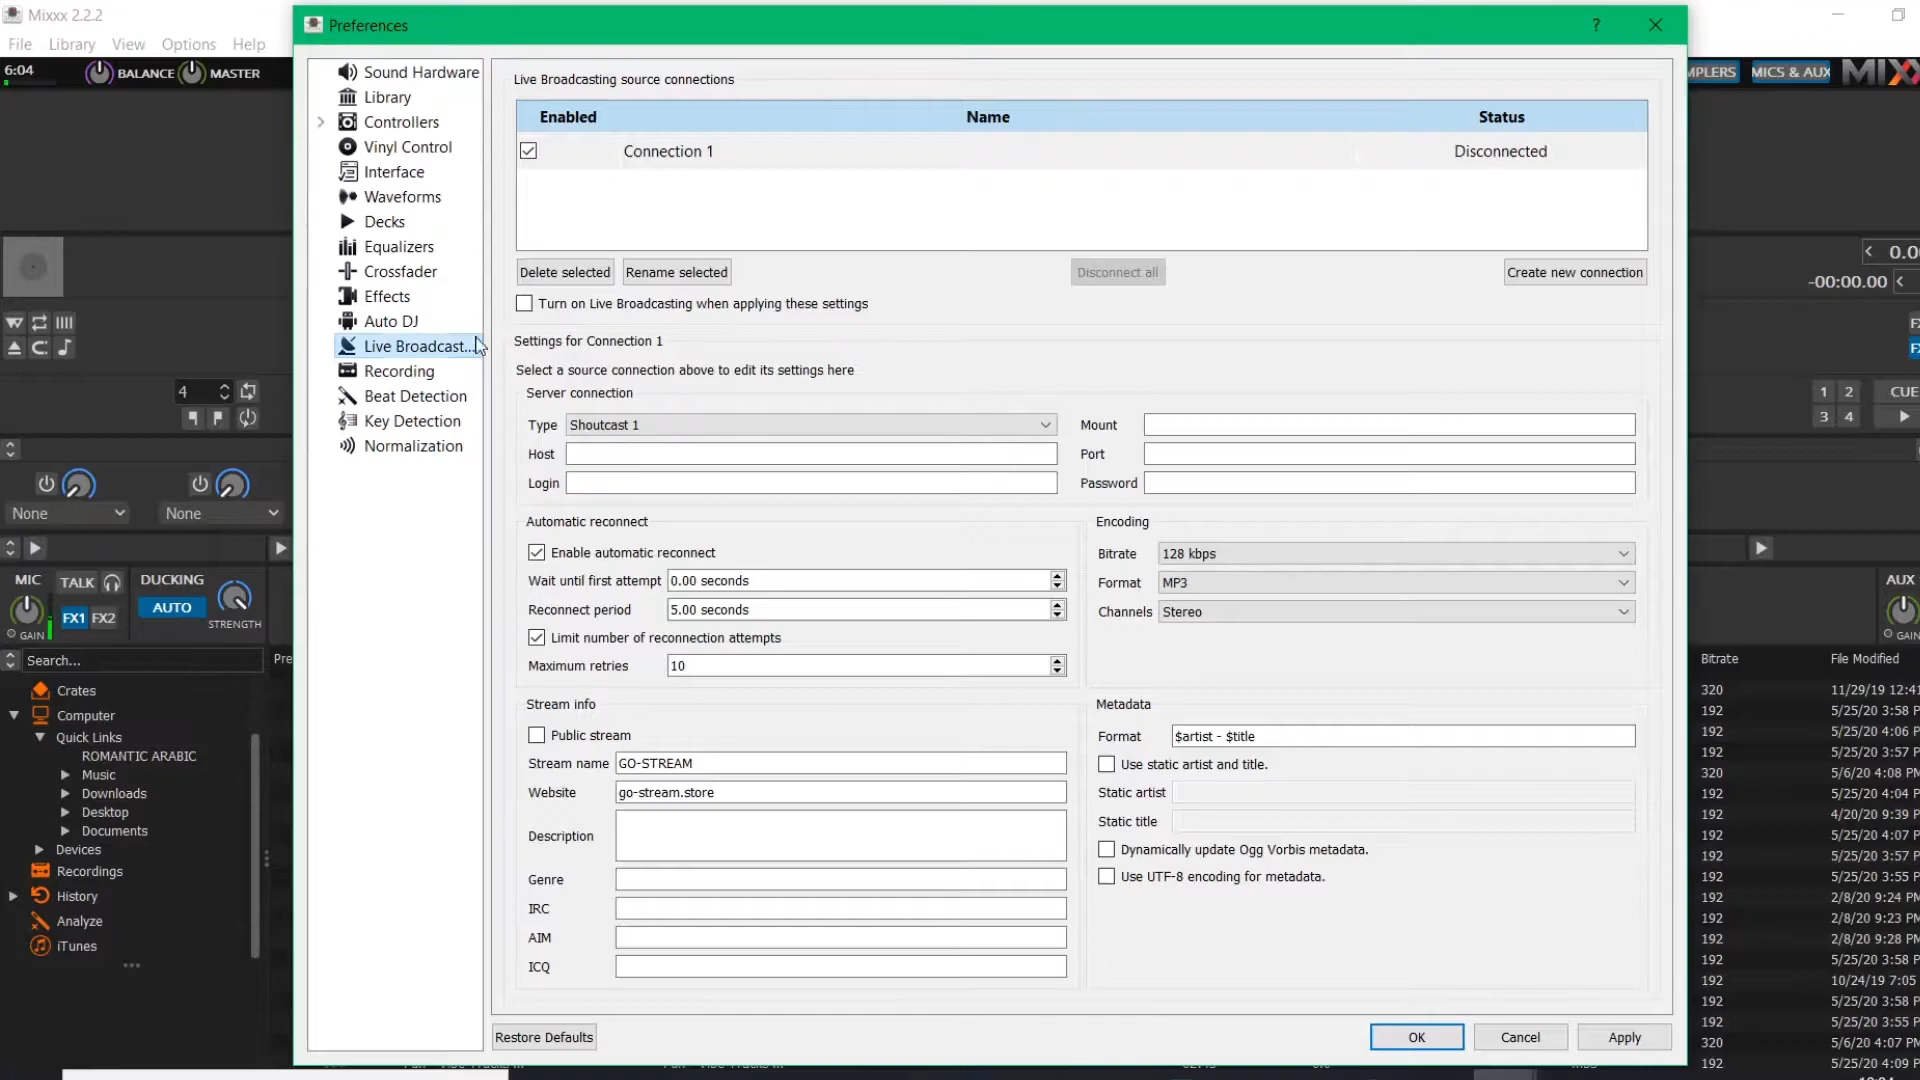 Mixxx 2.2.2
File Library View Options Help
6:04 BALANCE MASTER
MICS & AUX
Preferences
?
Sound Hardware
Library
Controllers
Vinyl Control
Interface
Waveforms
Decks
Equalizers
Crossfader
Effects
Auto DJ
Live Broadcast...
Recording
Beat Detection
Key Detection
Normalization
Live Broadcasting source connections
Enabled Name Status
Connection 1 Disconnected
Delete selected Rename selected Disconnect all Create new connection
Turn on Live Broadcasting when applying these settings
Settings for Connection 1
Select a source connection above to edit its settings here
Server connection
Type Shoutcast 1 Mount
Host Port
Login Password
Automatic reconnect
Enable automatic reconnect
Wait until first attempt 0.00 seconds
Reconnect period 5.00 seconds
Limit number of reconnection attempts
Maximum retries 10
Encoding
Bitrate 128 kbps
Format MP3
Channels Stereo
Stream info
Public stream
Stream name GO-STREAM
Website go-stream.store
Description
Genre
IRC
AIM
ICQ
Metadata
Format $artist - $title
Use static artist and title.
Static artist
Static title
Dynamically update Ogg Vorbis metadata.
Use UTF-8 encoding for metadata.
Restore Defaults OK Cancel Apply
4
None None
MIC TALK DUCKING
FX1 FX2 AUTO
GAIN STRENGTH
Search...
Crates
Computer
Quick Links
ROMANTIC ARABIC
Music
Downloads
Desktop
Documents
Devices
Recordings
History
Analyze
iTunes
-00:00.00
1 2 CUE
3 4
AUX
GAIN
Bitrate File Modified
320 11/29/19 12:41
192 5/25/20 3:58 P
192 5/25/20 4:06 P
192 5/25/20 3:57 P
320 5/6/20 4:08 PM
192 5/25/20 4:04 P
192 4/20/20 9:39 P
192 5/25/20 4:07 P
192 5/25/20 3:57 P
192 5/25/20 3:55 P
192 2/8/20 9:24 PM
192 2/8/20 9:23 PM
192 2/8/20 9:28 PM
192 5/25/20 3:58 P
192 10/24/19 7:05
192 5/25/20 3:58 P
192 5/25/20 3:55 P
320 5/6/20 4:07 PM
192 5/25/20 4:09 P